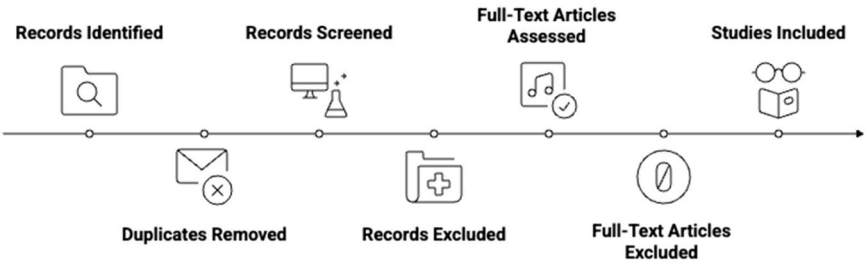 Records Identified
Records Screened
Full-Text Articles
Assessed
Studies Included
Duplicates Removed
Records Excluded
Full-Text Articles
Excluded